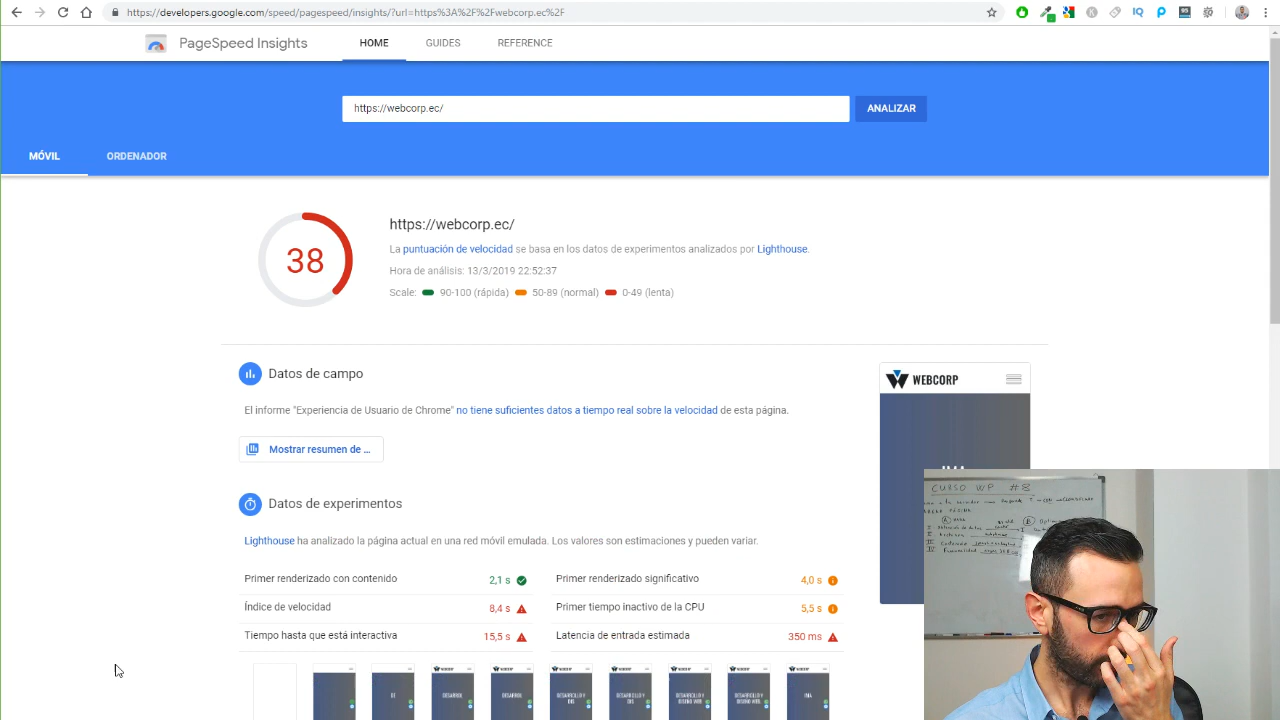 https://developers.google.com/speed/pagespeed/insights/?url=https%3A%2F%2Fwebcorp.ec%2F
PageSpeed Insights
HOME
GUIDES
REFERENCE
https://webcorp.ec/
ANALIZAR
MÓVIL
ORDENADOR
38
https://webcorp.ec/
La puntuación de velocidad se basa en los datos de experimentos analizados por Lighthouse.
Hora de análisis: 13/3/2019 22:52:37
Scale: 90-100 (rápida) 50-89 (normal) 0-49 (lenta)
Datos de campo
El informe "Experiencia de Usuario de Chrome" no tiene suficientes datos a tiempo real sobre la velocidad de esta página.
Mostrar resumen de ...
WEBCORP
IMA
CURSO WP #8
Datos de experimentos
Lighthouse ha analizado la página actual en una red móvil emulada. Los valores son estimaciones y pueden variar.
Primer renderizado con contenido 2,1 s
Primer renderizado significativo 4,0 s
Índice de velocidad 8,4 s
Primer tiempo inactivo de la CPU 5,5 s
Tiempo hasta que está interactiva 15,5 s
Latencia de entrada estimada 350 ms